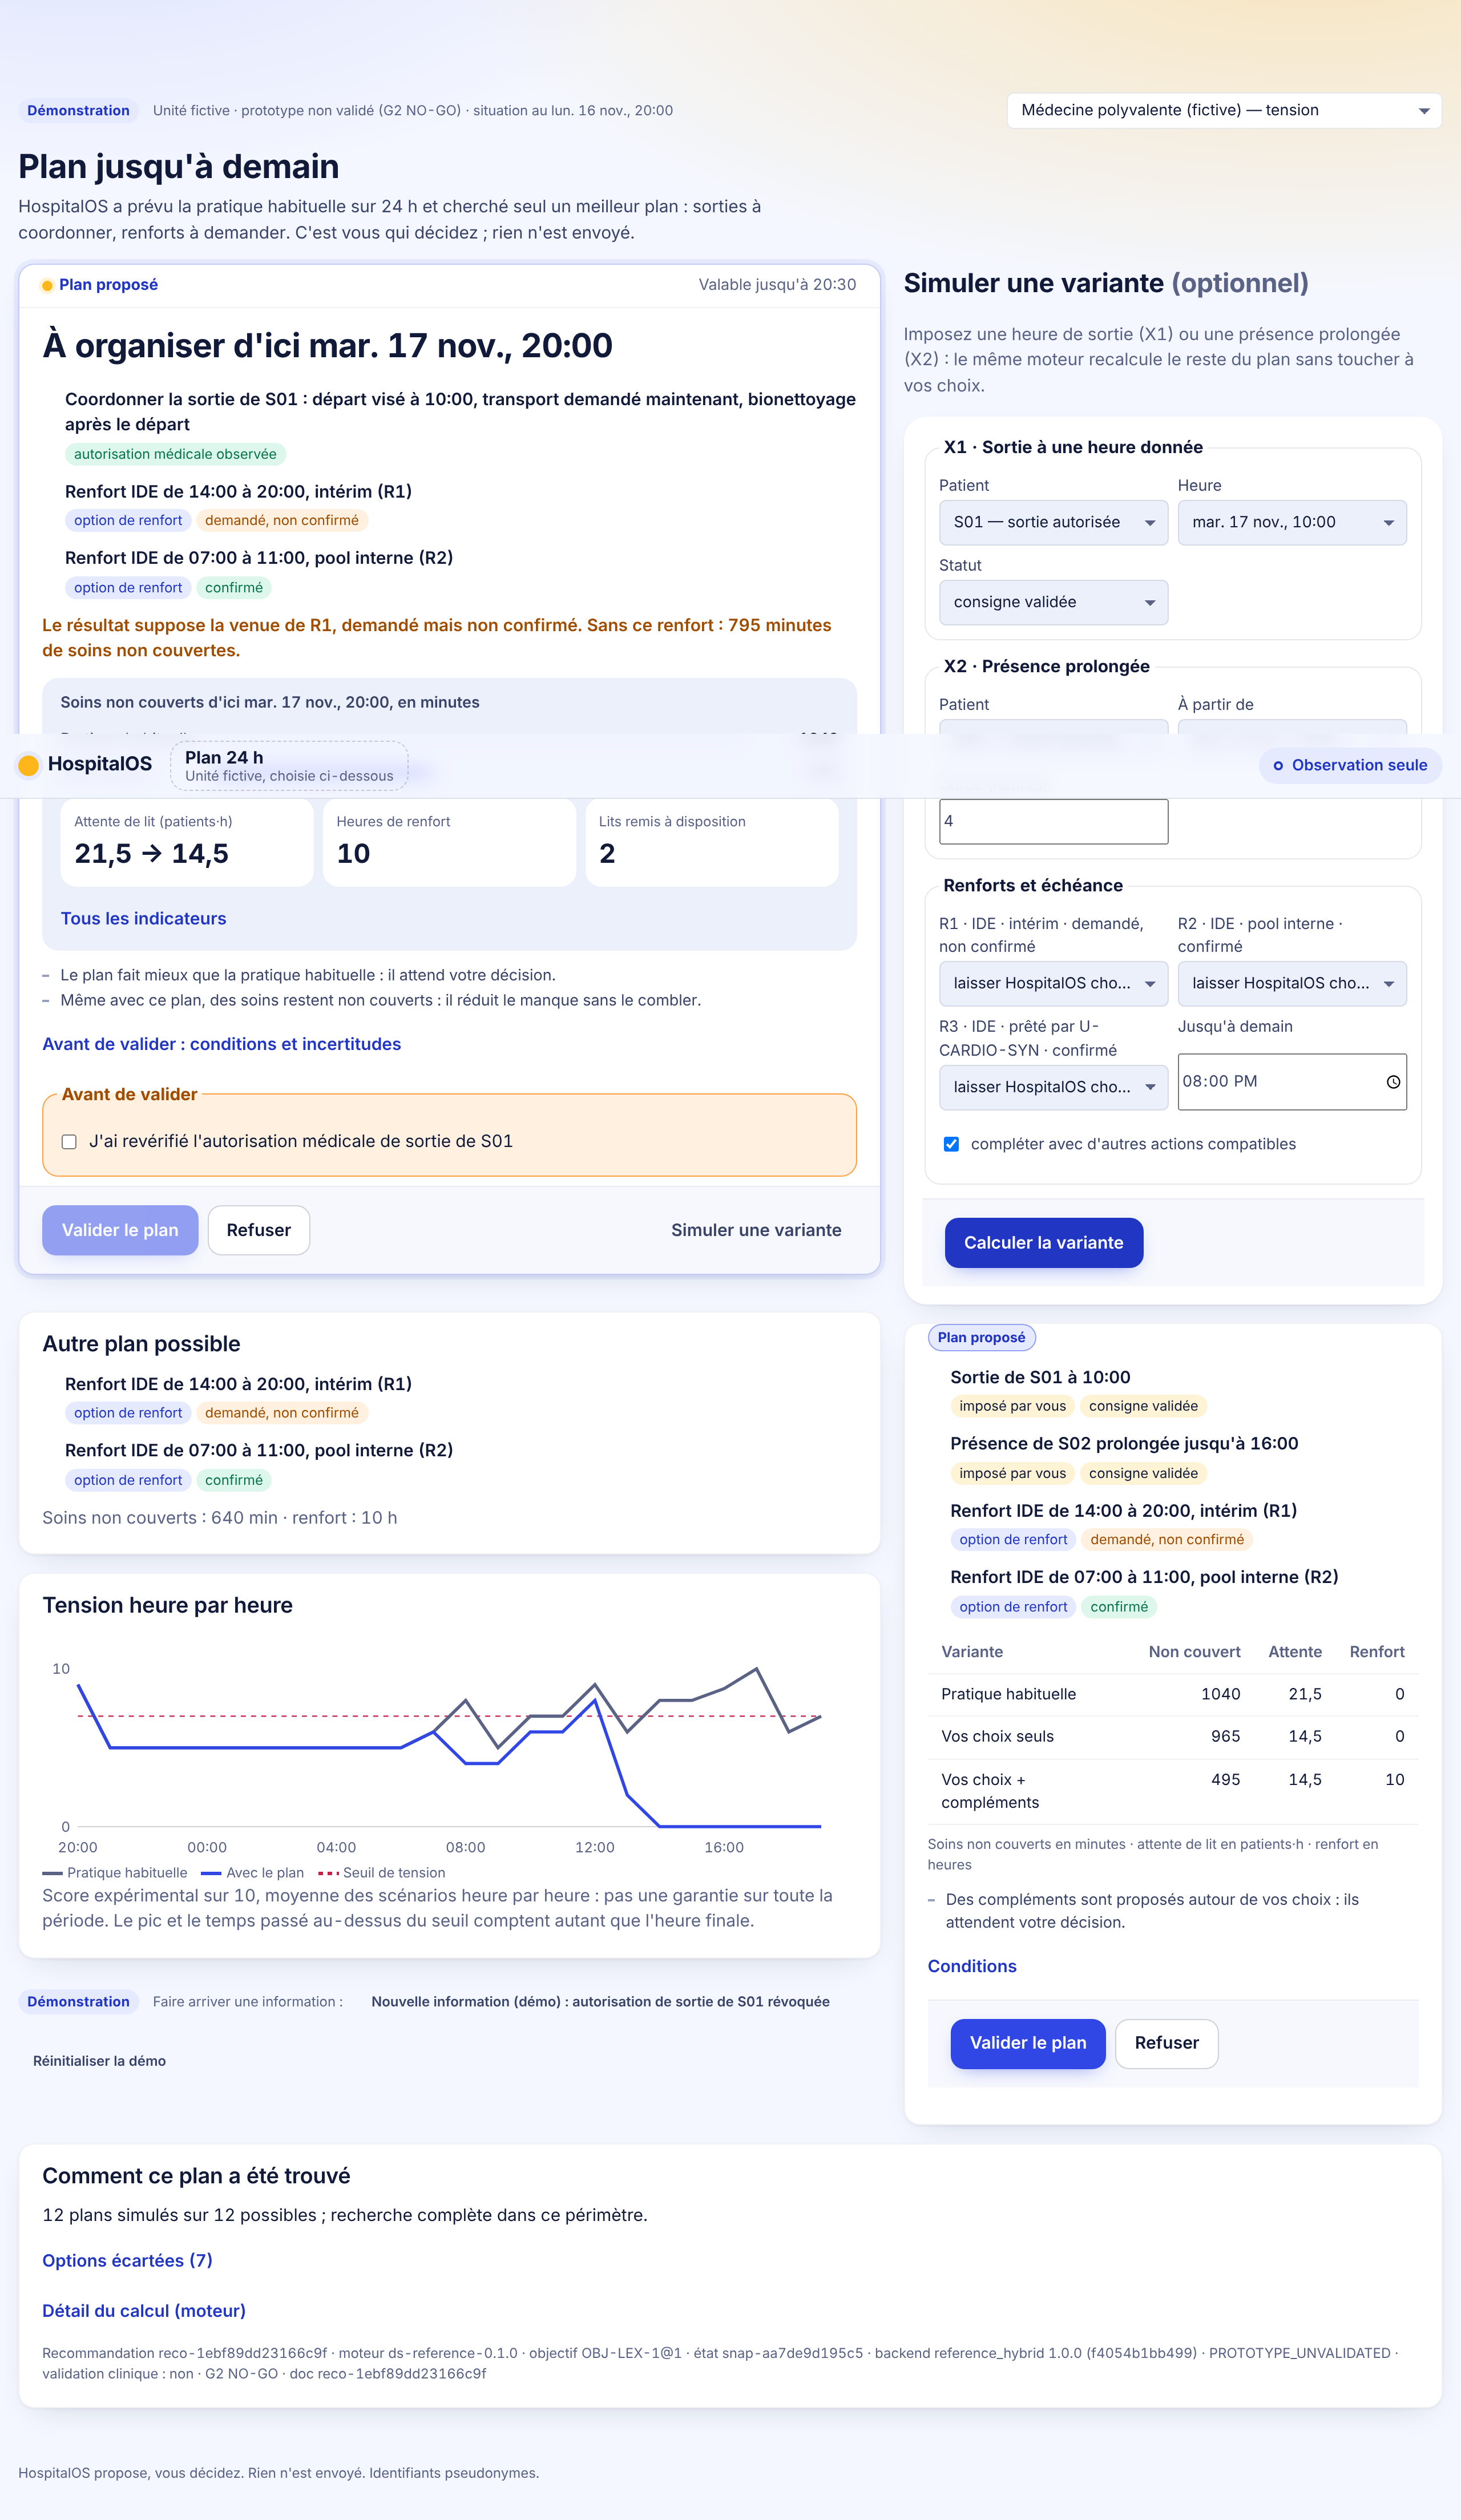 Démonstration
Unité fictive · prototype non validé (G2 NO-GO) · situation au lun. 16 nov., 20:00
Médecine polyvalente (fictive) — tension
Plan jusqu'à demain
HospitalOS a prévu la pratique habituelle sur 24 h et cherché seul un meilleur plan : sorties à
coordonner, renforts à demander. C'est vous qui décidez ; rien n'est envoyé.
Plan proposé
Valable jusqu'à 20:30
À organiser d'ici mar. 17 nov., 20:00
Coordonner la sortie de S01 : départ visé à 10:00, transport demandé maintenant, bionettoyage
après le départ
autorisation médicale observée
Renfort IDE de 14:00 à 20:00, intérim (R1)
option de renfort
demandé, non confirmé
Renfort IDE de 07:00 à 11:00, pool interne (R2)
option de renfort
confirmé
Le résultat suppose la venue de R1, demandé mais non confirmé. Sans ce renfort : 795 minutes
de soins non couvertes.
Soins non couverts d'ici mar. 17 nov., 20:00, en minutes
HospitalOS
Plan 24 h
Unité fictive, choisie ci-dessous
Observation seule
Attente de lit (patients·h)
21,5 → 14,5
Heures de renfort
10
Lits remis à disposition
2
Tous les indicateurs
– Le plan fait mieux que la pratique habituelle : il attend votre décision.
– Même avec ce plan, des soins restent non couverts : il réduit le manque sans le combler.
Avant de valider : conditions et incertitudes
Avant de valider
J'ai revérifié l'autorisation médicale de sortie de S01
Valider le plan
Refuser
Simuler une variante
Autre plan possible
Renfort IDE de 14:00 à 20:00, intérim (R1)
option de renfort
demandé, non confirmé
Renfort IDE de 07:00 à 11:00, pool interne (R2)
option de renfort
confirmé
Soins non couverts : 640 min · renfort : 10 h
Tension heure par heure
10
0
20:00
00:00
04:00
08:00
12:00
16:00
Pratique habituelle
Avec le plan
Seuil de tension
Score expérimental sur 10, moyenne des scénarios heure par heure : pas une garantie sur toute la
période. Le pic et le temps passé au-dessus du seuil comptent autant que l'heure finale.
Démonstration
Faire arriver une information :
Nouvelle information (démo) : autorisation de sortie de S01 révoquée
Réinitialiser la démo
Simuler une variante (optionnel)
Imposez une heure de sortie (X1) ou une présence prolongée
(X2) : le même moteur recalcule le reste du plan sans toucher à
vos choix.
X1 · Sortie à une heure donnée
Patient
Heure
S01 — sortie autorisée
mar. 17 nov., 10:00
Statut
consigne validée
X2 · Présence prolongée
Patient
À partir de
4
Renforts et échéance
R1 · IDE · intérim · demandé,
non confirmé
R2 · IDE · pool interne ·
confirmé
laisser HospitalOS cho...
laisser HospitalOS cho...
R3 · IDE · prêté par U-
CARDIO-SYN · confirmé
Jusqu'à demain
laisser HospitalOS cho...
08:00 PM
compléter avec d'autres actions compatibles
Calculer la variante
Plan proposé
Sortie de S01 à 10:00
imposé par vous
consigne validée
Présence de S02 prolongée jusqu'à 16:00
imposé par vous
consigne validée
Renfort IDE de 14:00 à 20:00, intérim (R1)
option de renfort
demandé, non confirmé
Renfort IDE de 07:00 à 11:00, pool interne (R2)
option de renfort
confirmé
Variante Non couvert Attente Renfort
Pratique habituelle 1040 21,5 0
Vos choix seuls 965 14,5 0
Vos choix +
compléments 495 14,5 10
Soins non couverts en minutes · attente de lit en patients·h · renfort en
heures
– Des compléments sont proposés autour de vos choix : ils
attendent votre décision.
Conditions
Valider le plan
Refuser
Comment ce plan a été trouvé
12 plans simulés sur 12 possibles ; recherche complète dans ce périmètre.
Options écartées (7)
Détail du calcul (moteur)
Recommandation reco-1ebf89dd23166c9f · moteur ds-reference-0.1.0 · objectif OBJ-LEX-1@1 · état snap-aa7de9d195c5 · backend reference_hybrid 1.0.0 (f4054b1bb499) · PROTOTYPE_UNVALIDATED ·
validation clinique : non · G2 NO-GO · doc reco-1ebf89dd23166c9f
HospitalOS propose, vous décidez. Rien n'est envoyé. Identifiants pseudonymes.